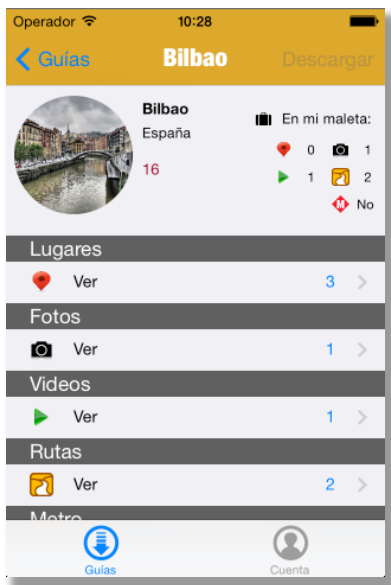 Operador 10:28
Guías Bilbao Descargar
Bilbao
España
16
En mi maleta:
0 1
1 2
M No
Lugares
Ver 3
Fotos
Ver 1
Videos
Ver 1
Rutas
Ver 2
Metro
Guías Cuenta